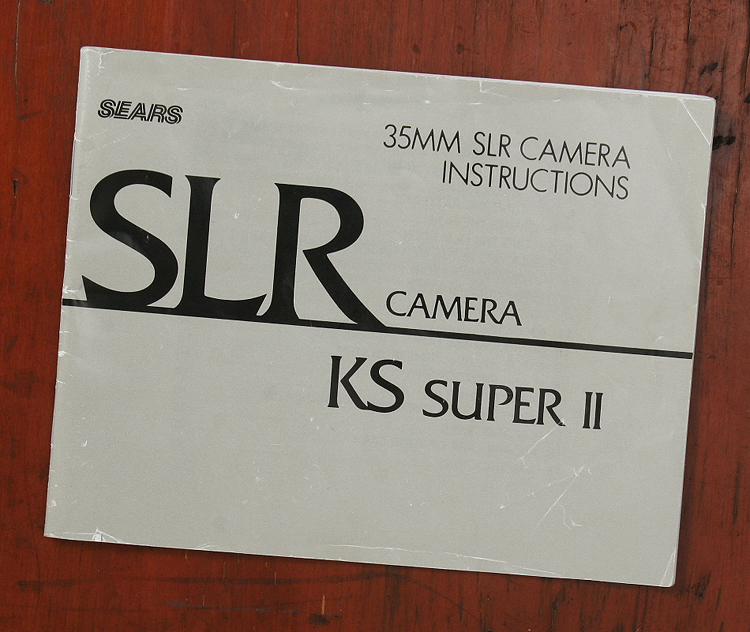 SEARS
35MM SLR CAMERA
INSTRUCTIONS
SLR CAMERA
KS SUPER II